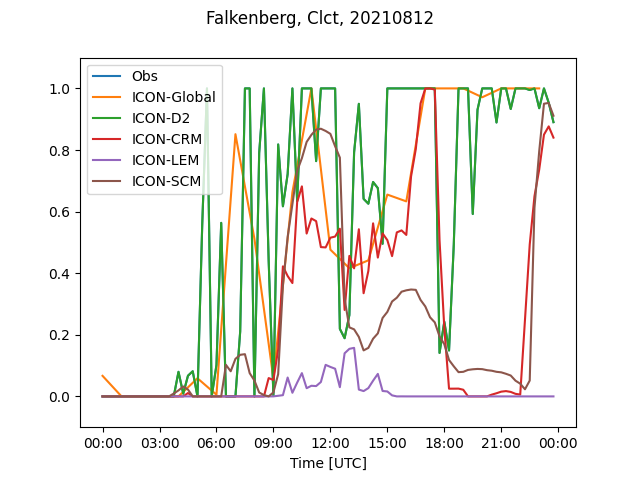 Falkenberg, Clct, 20210812
Obs
ICON-Global
ICON-D2
ICON-CRM
ICON-LEM
ICON-SCM
1.0
0.8
0.6
0.4
0.2
0.0
00:00 03:00 06:00 09:00 12:00 15:00 18:00 21:00 00:00
Time [UTC]